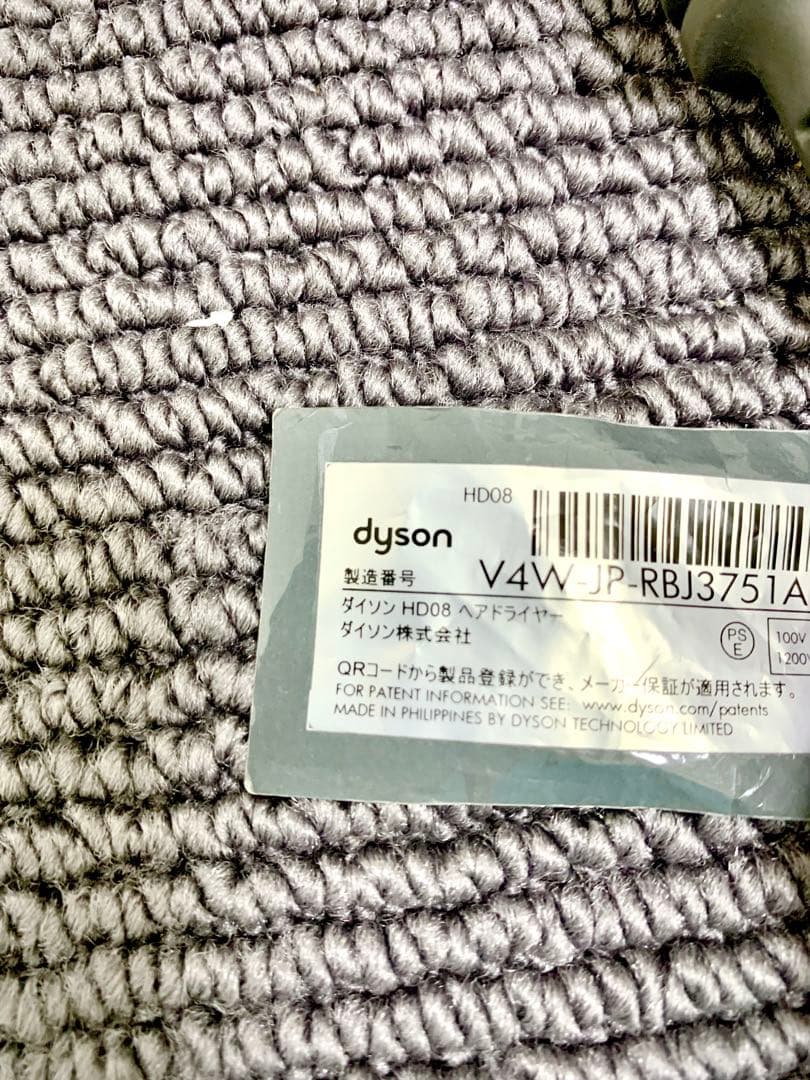 HD08
dyson
製造番号 V4W-JP-RBJ3751A
ダイソン HD08 ヘアドライヤー
ダイソン株式会社
PS
E
100V
1200
QRコードから製品登録ができ、メーカー保証が適用されます。
FOR PATENT INFORMATION SEE: www.dyson.com/patents
MADE IN PHILIPPINES BY DYSON TECHNOLOGY LIMITED